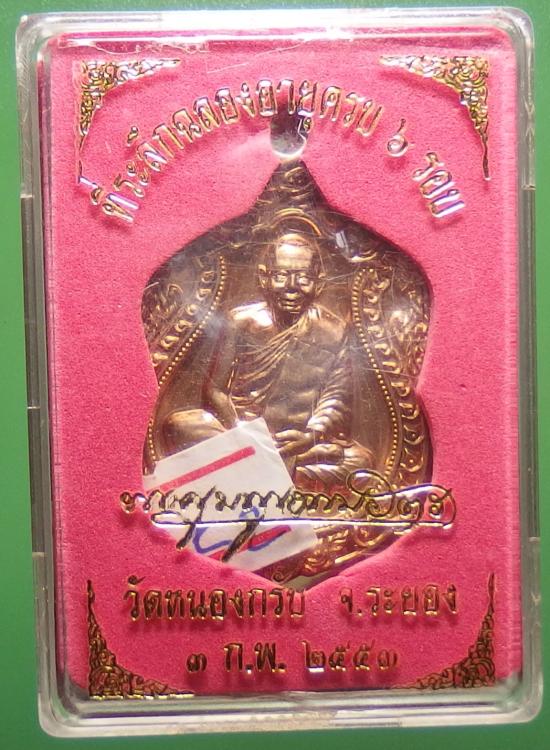 ที่ระลึกฉลองอายุครบ ๖ รอบ
วัดหนองกรับ จ.ระยอง
๓ ก.พ. ๒๕๕๓